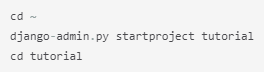 cd ~
django-admin.py startproject tutorial
cd tutorial